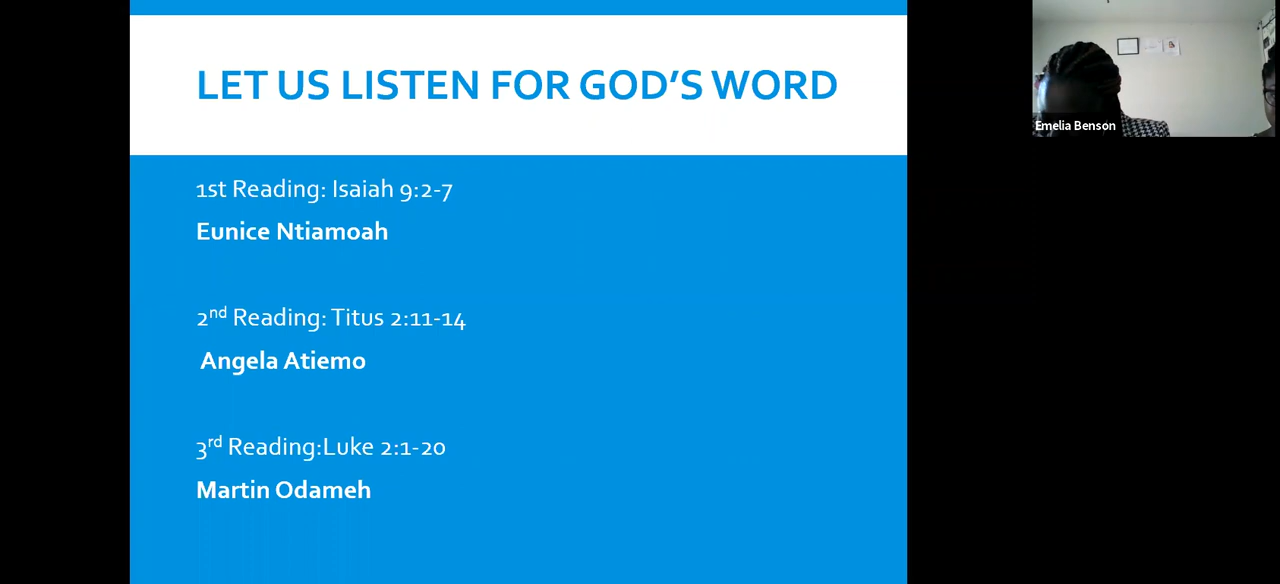 LET US LISTEN FOR GOD’S WORD
1st Reading: Isaiah 9:2-7
Eunice Ntiamoah
2nd Reading: Titus 2:11-14
Angela Atiemo
3rd Reading:Luke 2:1-20
Martin Odameh
Emelia Benson